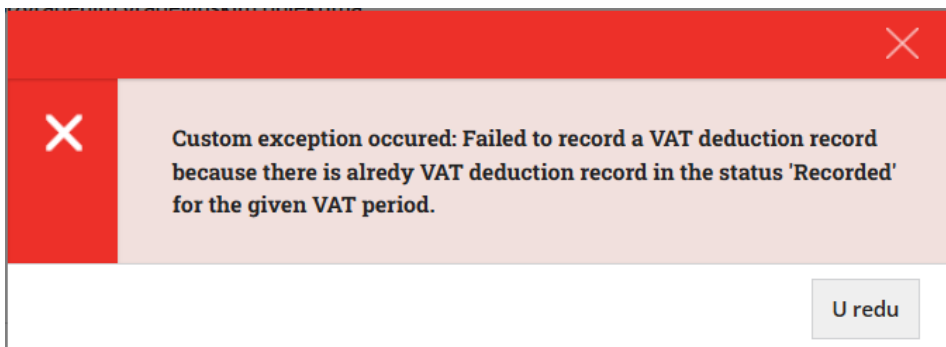 Custom exception occured: Failed to record a VAT deduction record
because there is alredy VAT deduction record in the status 'Recorded'
for the given VAT period.
U redu